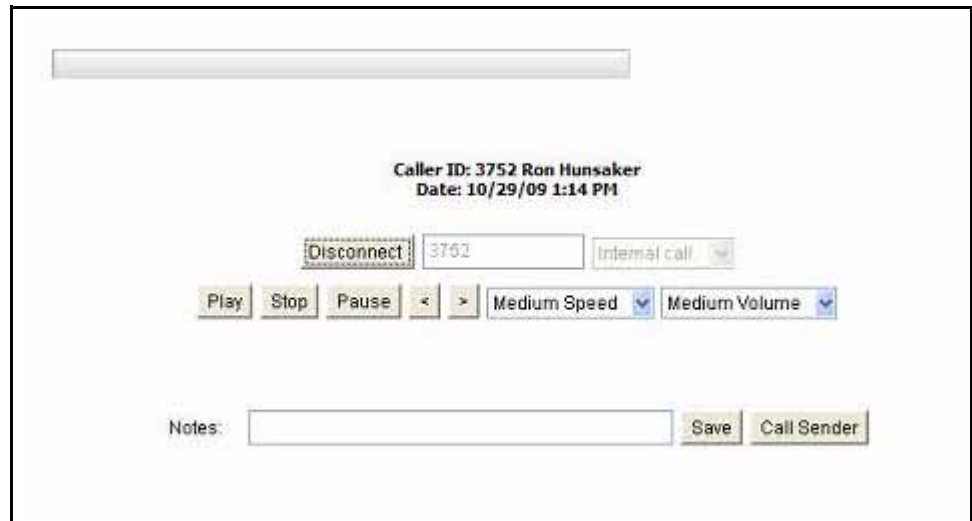 Caller ID: 3752 Ron Hunsaker
Date: 10/29/09 1:14 PM
Disconnect 3752 Internal call
Play Stop Pause < > Medium Speed Medium Volume
Notes: Save Call Sender